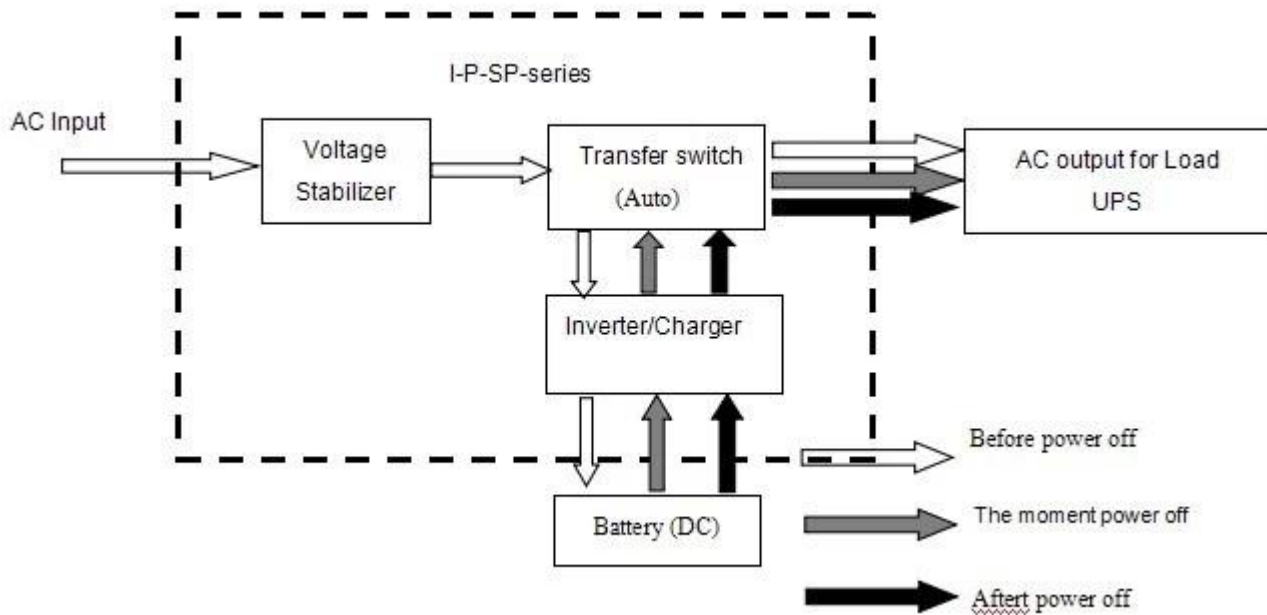 I-P-SP-series
AC Input
Voltage
Stabilizer
Transfer switch
(Auto)
AC output for Load
UPS
Inverter/Charger
Battery (DC)
Before power off
The moment power off
Aftert power off